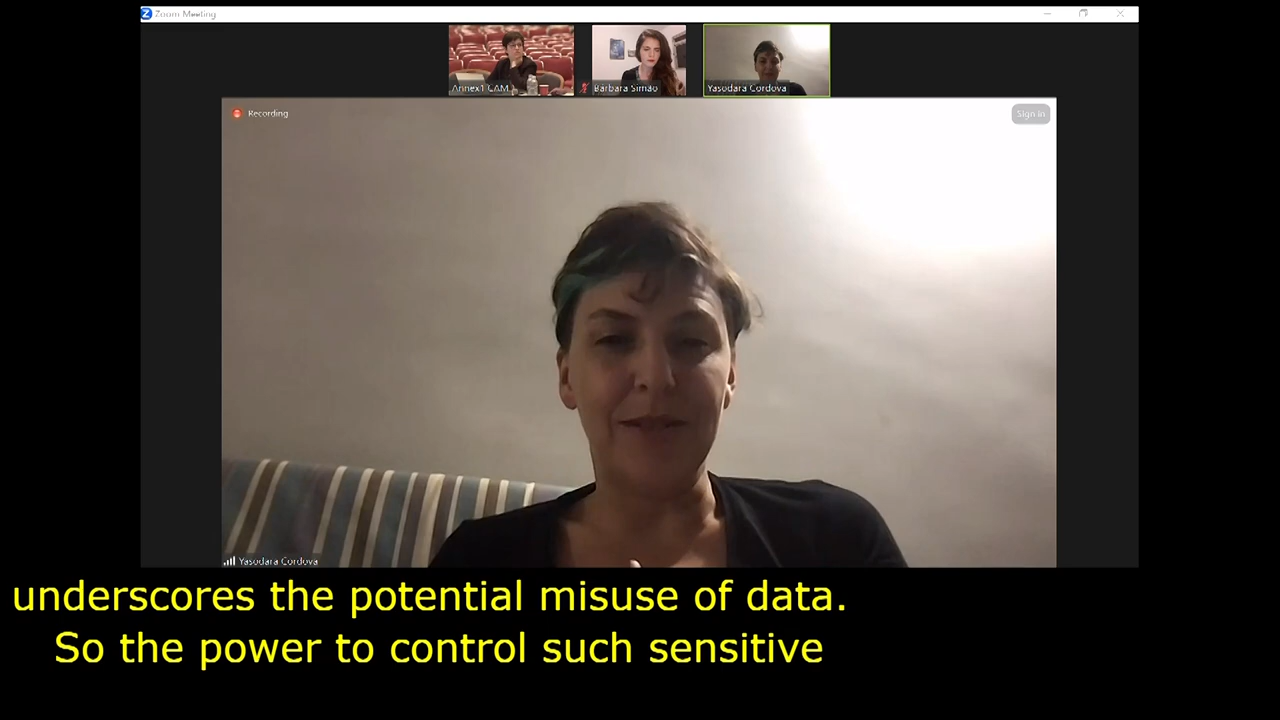 Zoom Meeting
Annex1 CAM
Bárbara Simão
Yasodara Cordova
Recording
Sign in
Yasodara Cordova
underscores the potential misuse of data.
So the power to control such sensitive